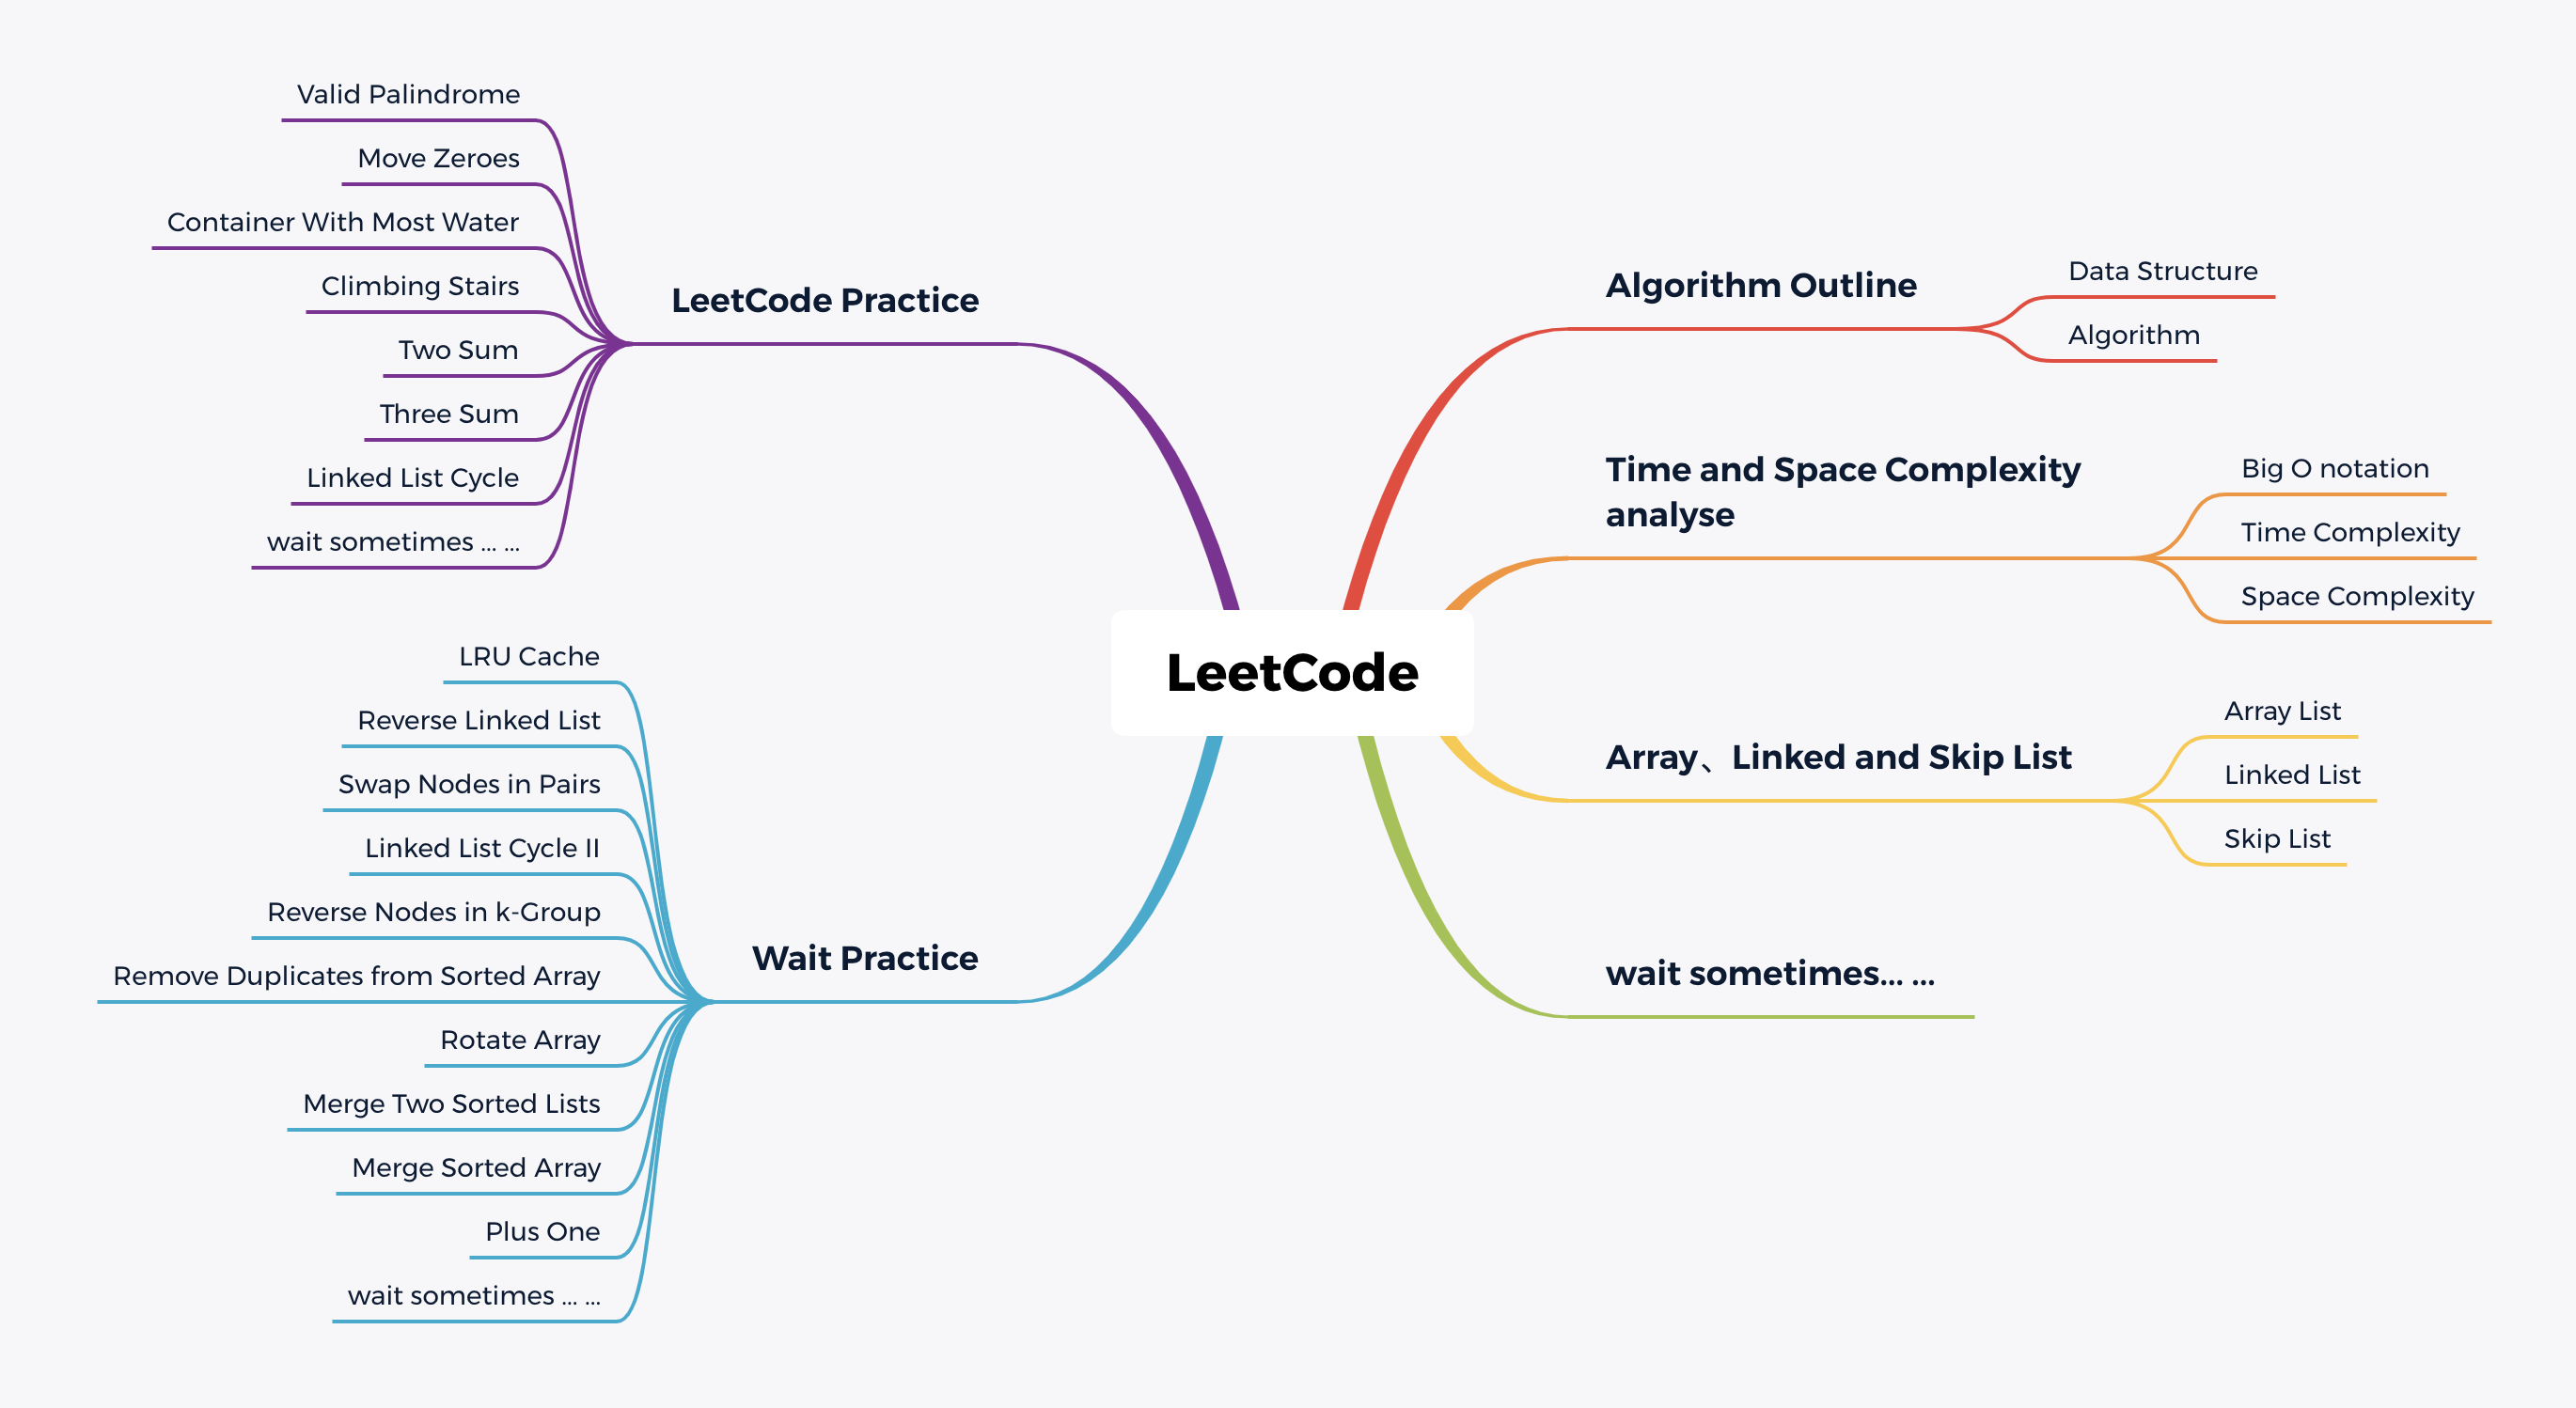 LeetCode
Algorithm Outline
Data Structure
Algorithm
Time and Space Complexity
analyse
Big O notation
Time Complexity
Space Complexity
Array、Linked and Skip List
Array List
Linked List
Skip List
wait sometimes... ...
LeetCode Practice
Valid Palindrome
Move Zeroes
Container With Most Water
Climbing Stairs
Two Sum
Three Sum
Linked List Cycle
wait sometimes ... ...
Wait Practice
LRU Cache
Reverse Linked List
Swap Nodes in Pairs
Linked List Cycle II
Reverse Nodes in k-Group
Remove Duplicates from Sorted Array
Rotate Array
Merge Two Sorted Lists
Merge Sorted Array
Plus One
wait sometimes ... ...